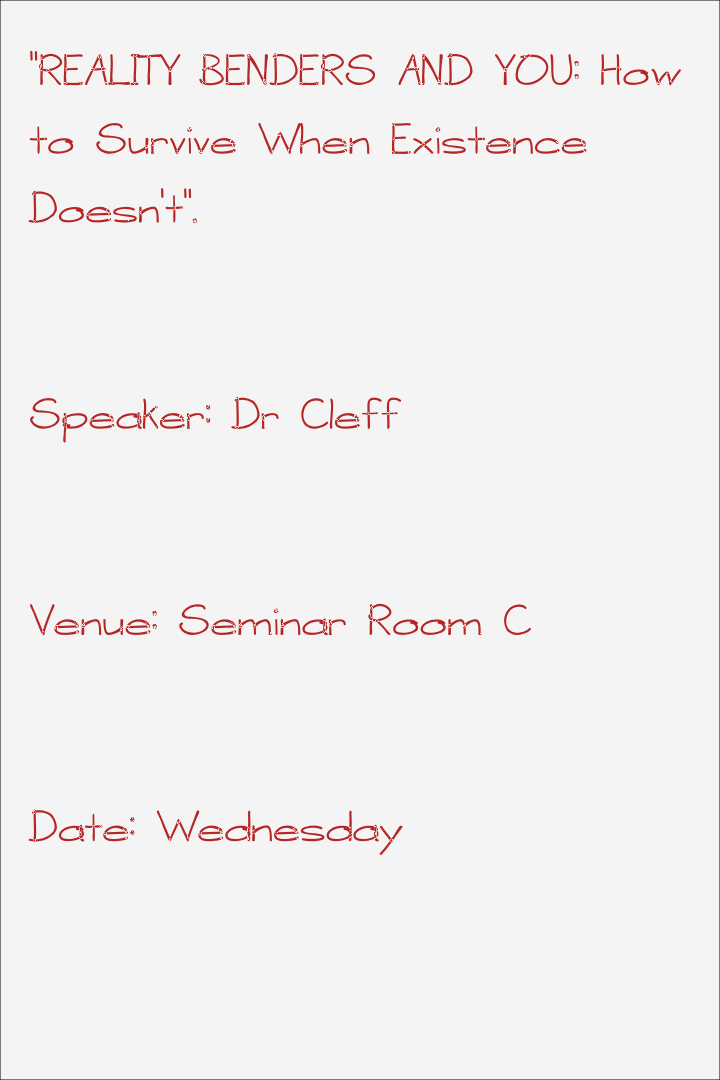 "REALITY BENDERS AND YOU: How
to Survive When Existence
Doesn't".
Speaker: Dr Cleff
Venue: Seminar Room C
Date: Wednesday